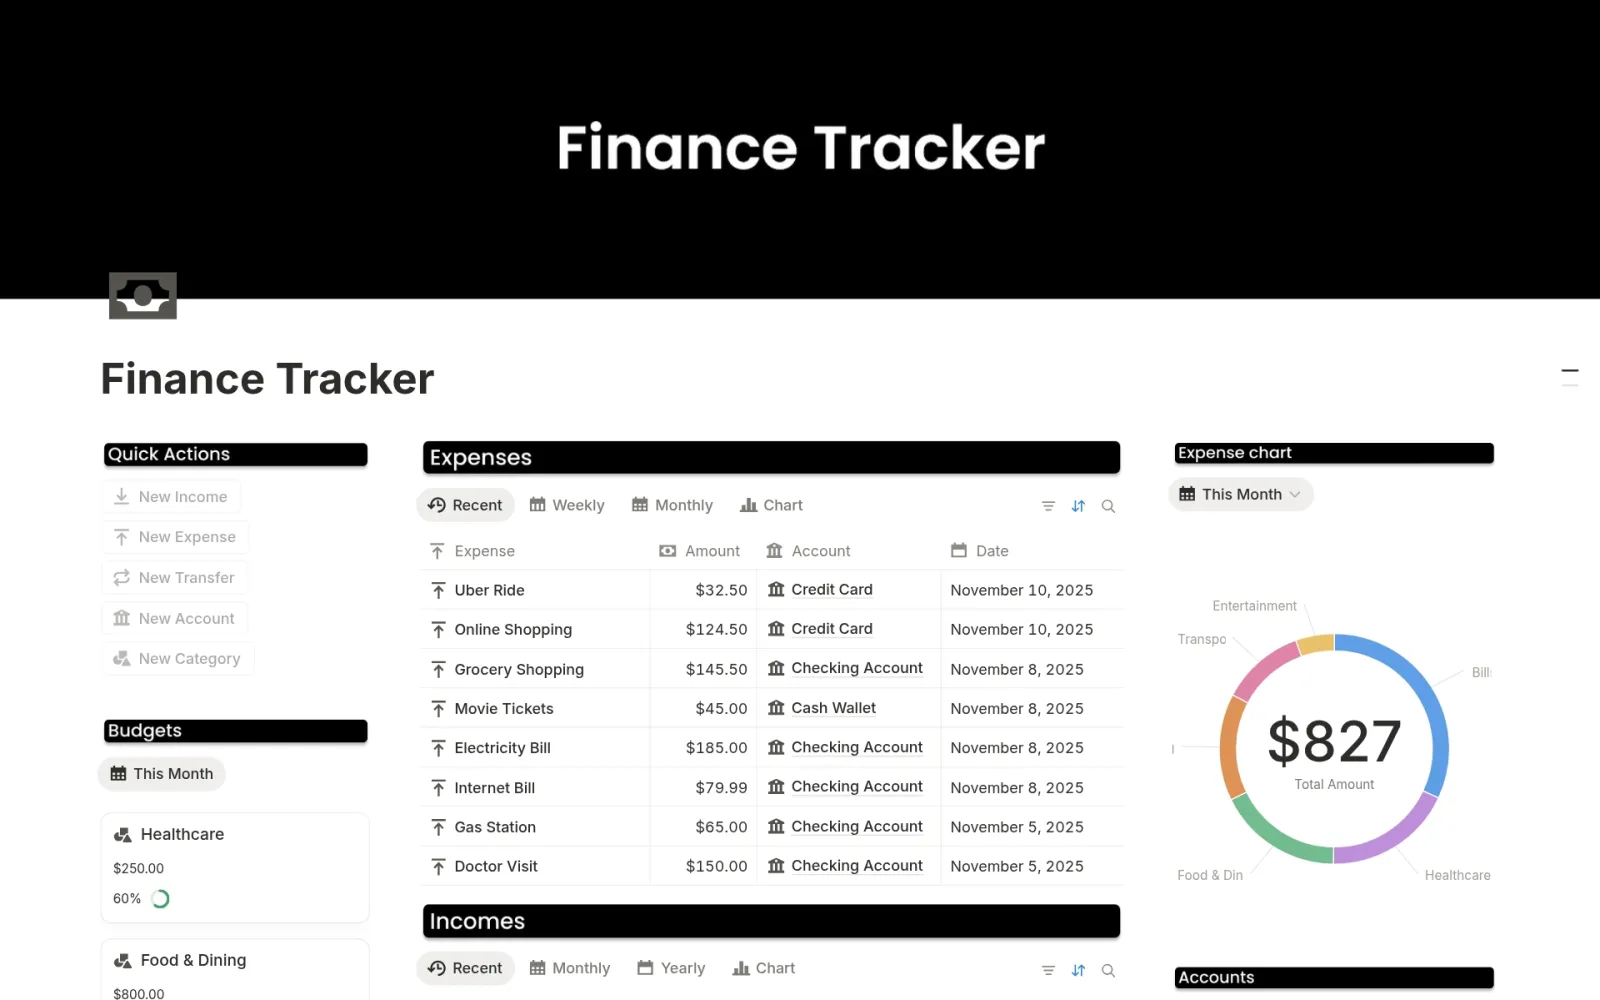 Finance Tracker
Finance Tracker
Quick Actions
New Income
New Expense
New Transfer
New Account
New Category
Budgets
This Month
Healthcare
$250.00
60%
Food & Dining
$800.00
Expenses
Recent Weekly Monthly Chart
Expense Amount Account Date
Uber Ride $32.50 Credit Card November 10, 2025
Online Shopping $124.50 Credit Card November 10, 2025
Grocery Shopping $145.50 Checking Account November 8, 2025
Movie Tickets $45.00 Cash Wallet November 8, 2025
Electricity Bill $185.00 Checking Account November 8, 2025
Internet Bill $79.99 Checking Account November 8, 2025
Gas Station $65.00 Checking Account November 5, 2025
Doctor Visit $150.00 Checking Account November 5, 2025
Incomes
Recent Monthly Yearly Chart
Expense chart
This Month
Entertainment
Transpo
Bill
$827
Total Amount
Food & Din
Healthcare
Accounts